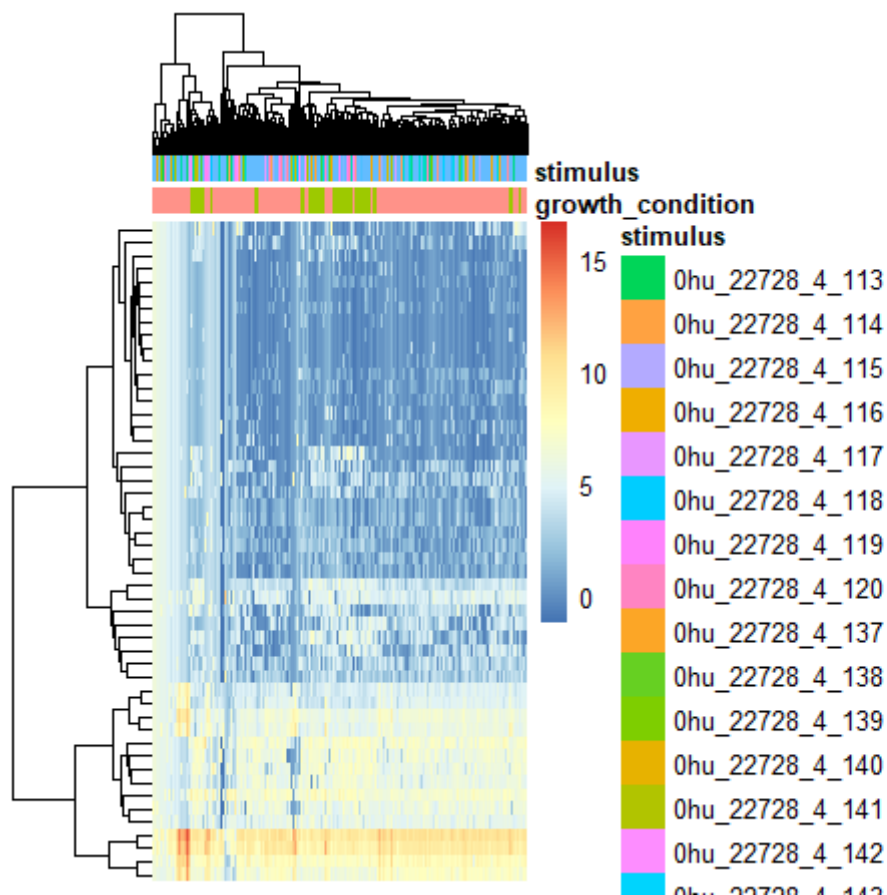 stimulus
growth_condition
stimulus
15
10
5
0
0hu_22728_4_113
0hu_22728_4_114
0hu_22728_4_115
0hu_22728_4_116
0hu_22728_4_117
0hu_22728_4_118
0hu_22728_4_119
0hu_22728_4_120
0hu_22728_4_137
0hu_22728_4_138
0hu_22728_4_139
0hu_22728_4_140
0hu_22728_4_141
0hu_22728_4_142